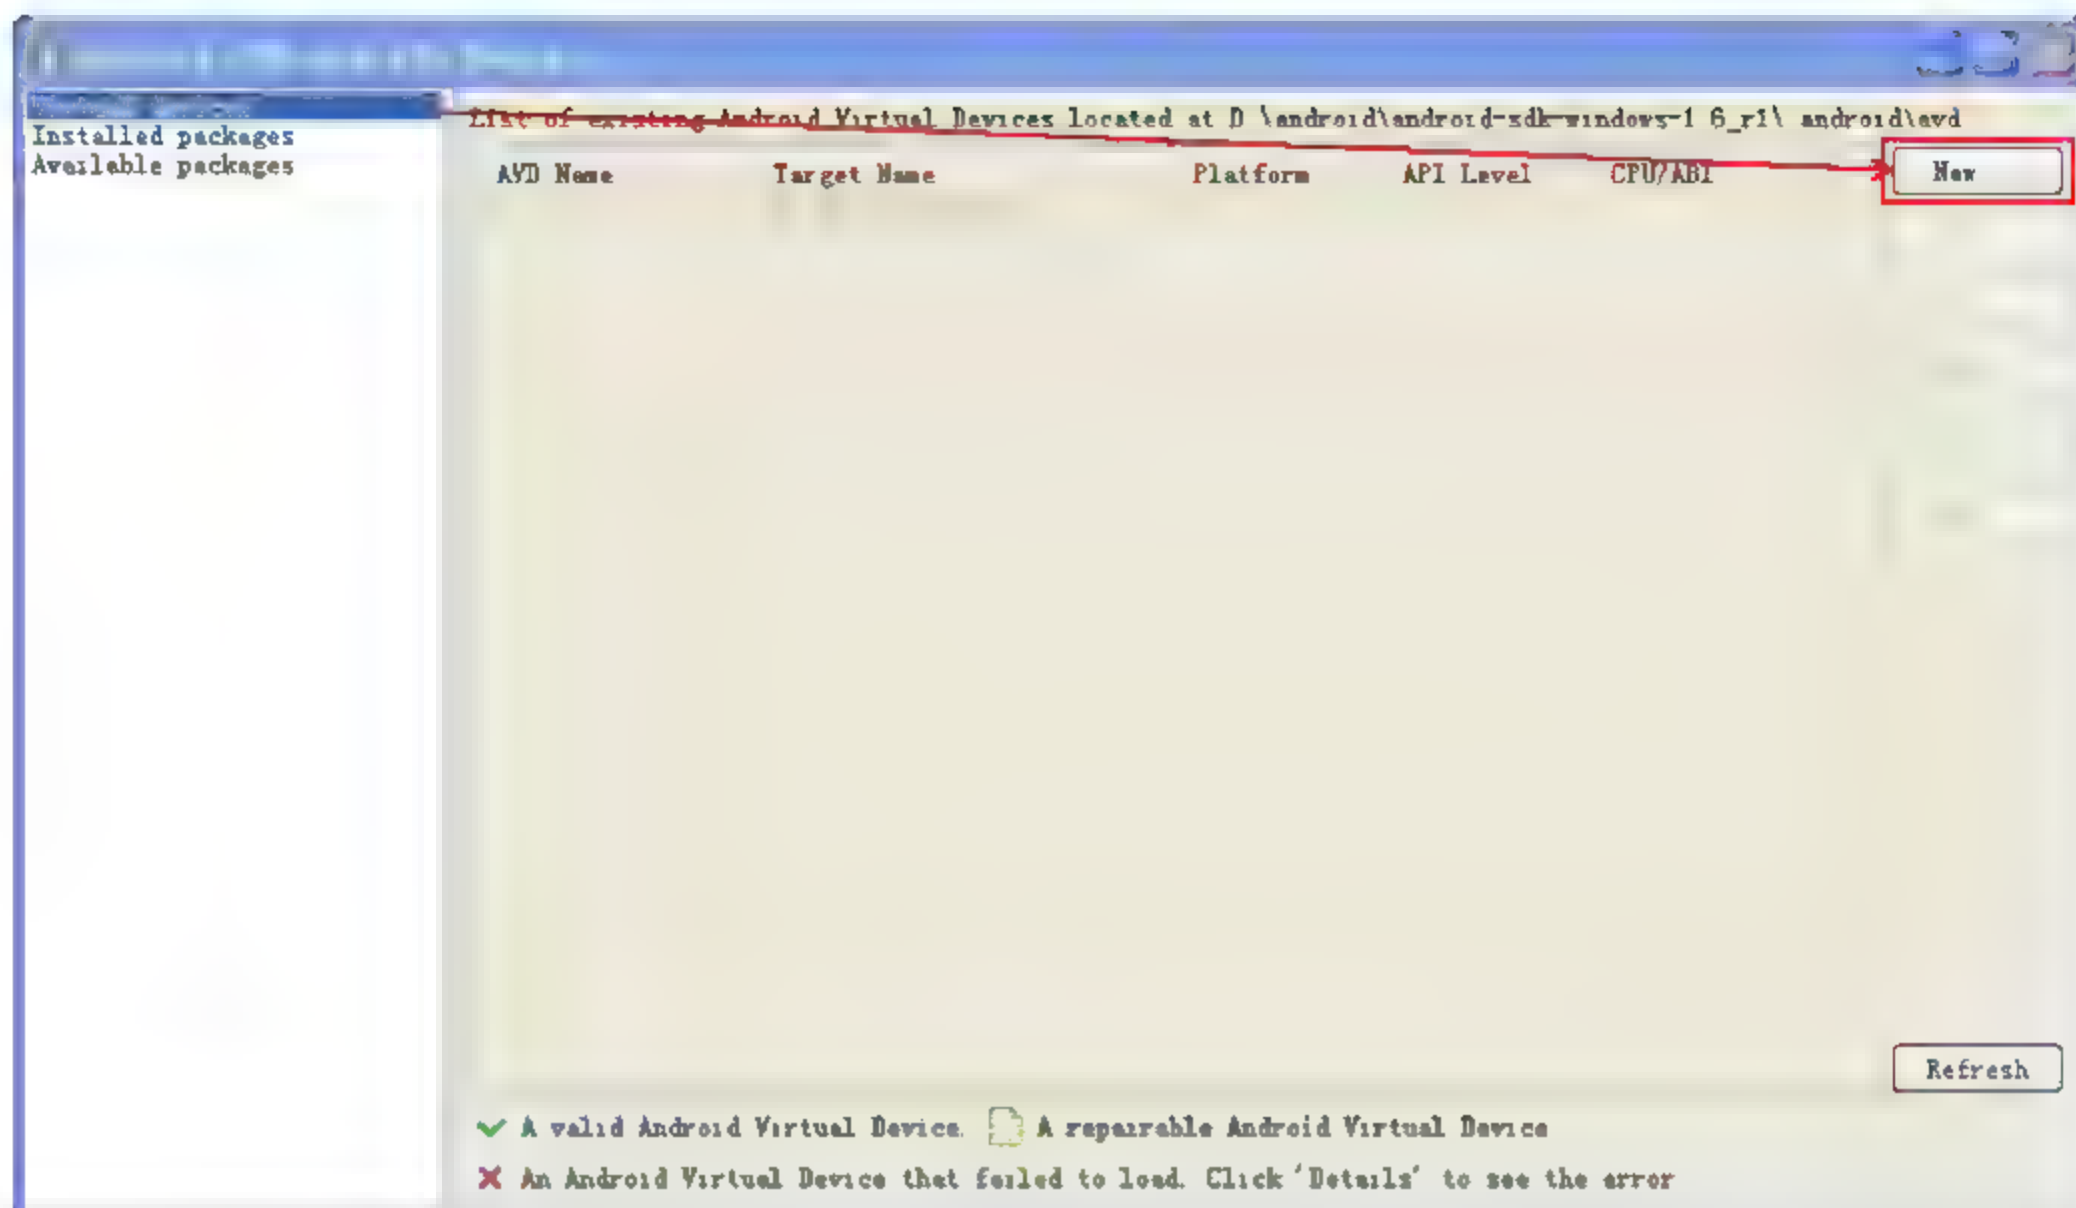 List of existing Android Virtual Devices located at D \android\android-sdk-windows-1 6_r1\ android\avd
Installed packages
Available packages
AVD Name Target Name Platform API Level CPU/ABI New
Refresh
A valid Android Virtual Device. A repairable Android Virtual Device
An Android Virtual Device that failed to load. Click 'Details' to see the error